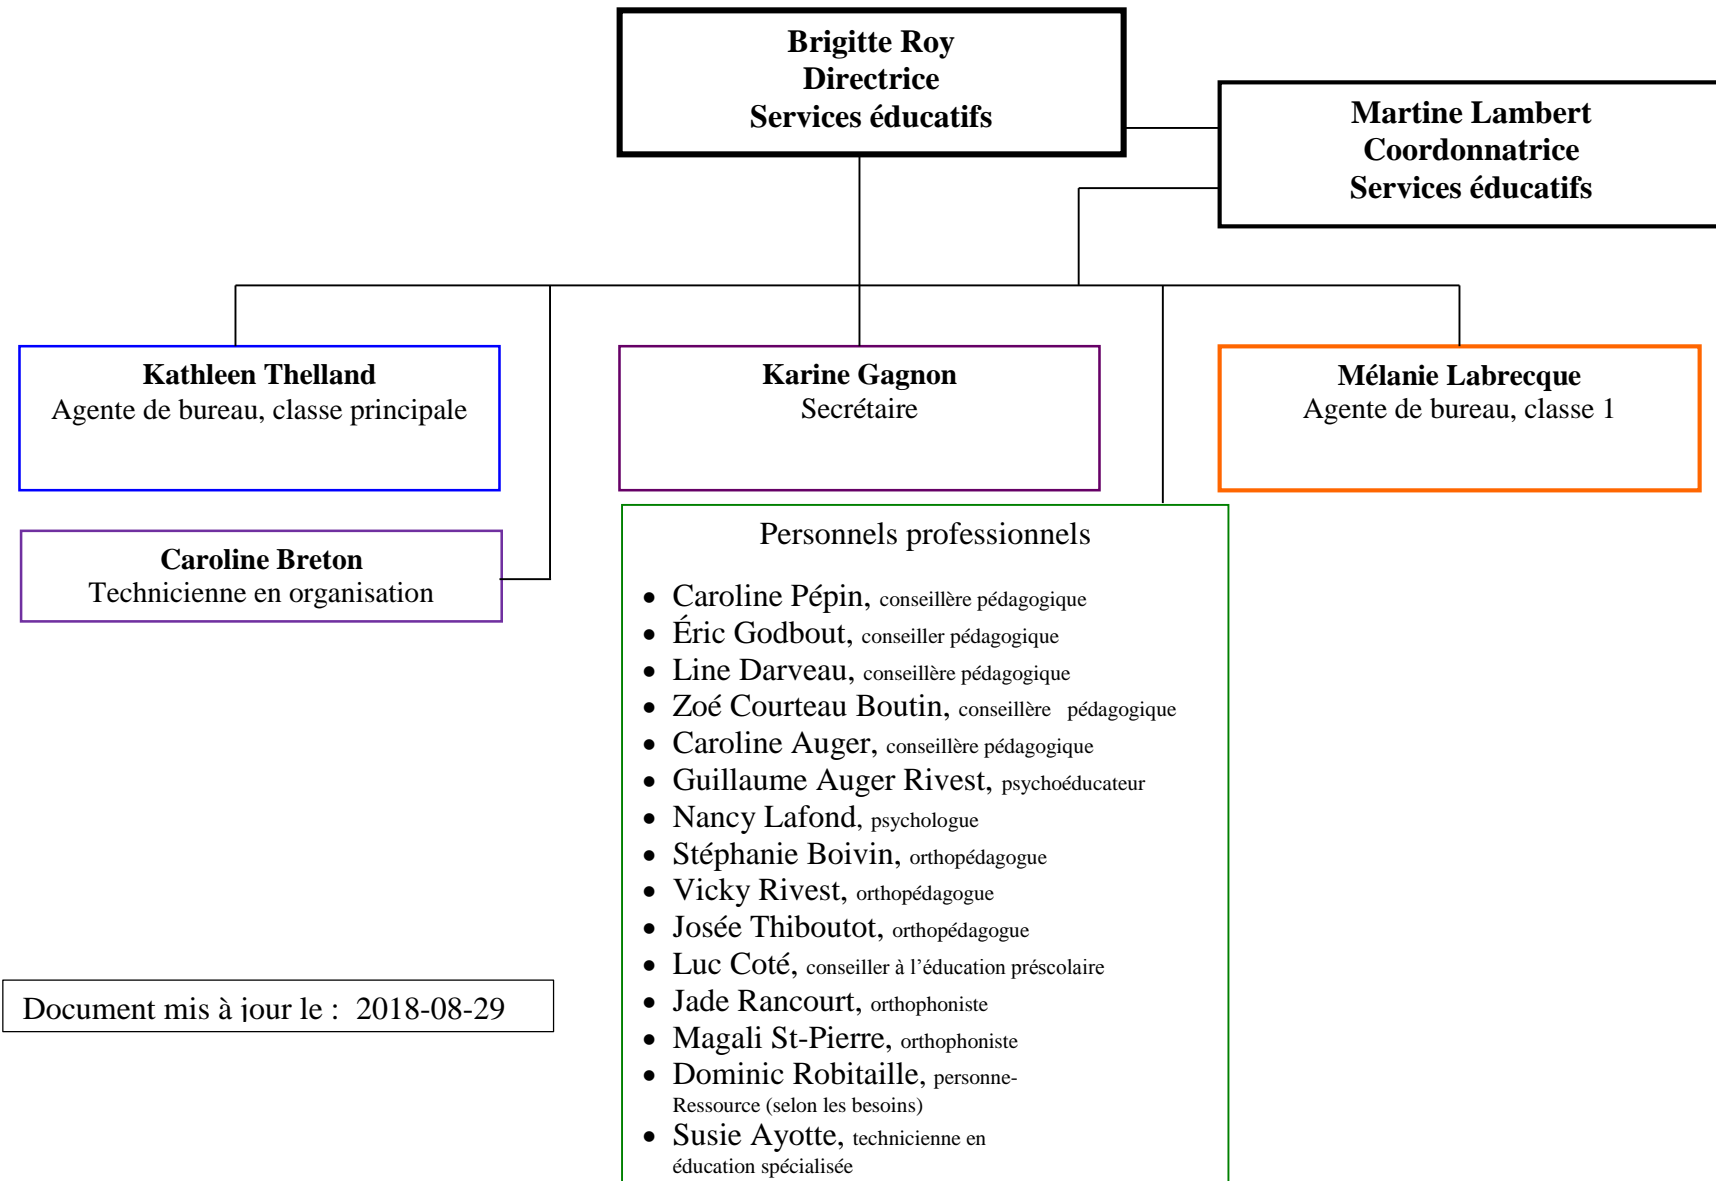 Brigitte Roy
Directrice
Services éducatifs
Martine Lambert
Coordonnatrice
Services éducatifs
Kathleen Thelland
Agente de bureau, classe principale
Karine Gagnon
Secrétaire
Mélanie Labrecque
Agente de bureau, classe 1
Caroline Breton
Technicienne en organisation
Personnels professionnels
• Caroline Pépin, conseillère pédagogique
• Éric Godbout, conseiller pédagogique
• Line Darveau, conseillère pédagogique
• Zoé Courteau Boutin, conseillère pédagogique
• Caroline Auger, conseillère pédagogique
• Guillaume Auger Rivest, psychoéducateur
• Nancy Lafond, psychologue
• Stéphanie Boivin, orthopédagogue
• Vicky Rivest, orthopédagogue
• Josée Thiboutot, orthopédagogue
• Luc Coté, conseiller à l’éducation préscolaire
• Jade Rancourt, orthophoniste
• Magali St-Pierre, orthophoniste
• Dominic Robitaille, personne-
Ressource (selon les besoins)
• Susie Ayotte, technicienne en
éducation spécialisée
Document mis à jour le : 2018-08-29